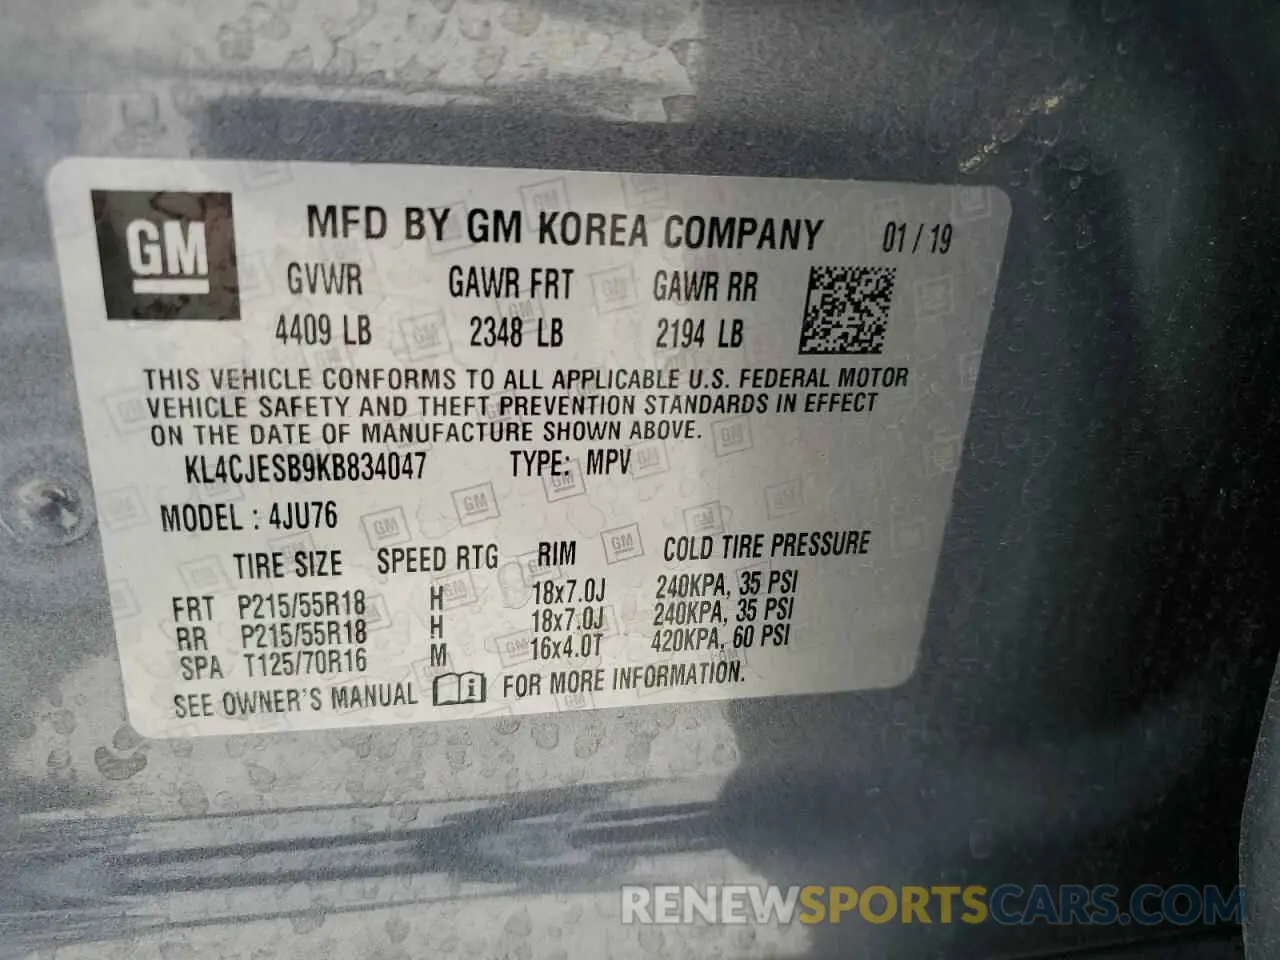 GM
MFD BY GM KOREA COMPANY 01/19
GVWR GAWR FRT GAWR RR
4409 LB 2348 LB 2194 LB
THIS VEHICLE CONFORMS TO ALL APPLICABLE U.S. FEDERAL MOTOR
VEHICLE SAFETY AND THEFT PREVENTION STANDARDS IN EFFECT
ON THE DATE OF MANUFACTURE SHOWN ABOVE.
KL4CJESB9KB834047 TYPE: MPV
MODEL : 4JU76
TIRE SIZE SPEED RTG RIM COLD TIRE PRESSURE
FRT P215/55R18 H 18x7.0J 240KPA, 35 PSI
RR P215/55R18 H 18x7.0J 240KPA, 35 PSI
SPA T125/70R16 M 16x4.0T 420KPA, 60 PSI
SEE OWNER'S MANUAL FOR MORE INFORMATION.
RENEWSPORTSCARS.COM